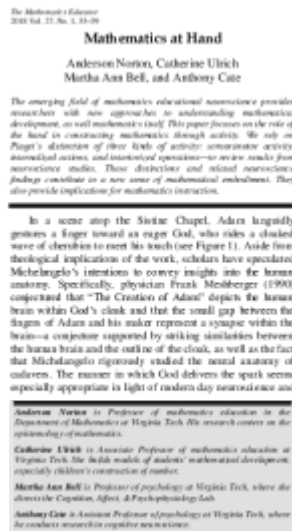 The Mathematics Educator
2018 Vol. 27, No. 1, 33–59
Mathematics at Hand
Anderson Norton, Catherine Ulrich
Martha Ann Bell, and Anthony Cate
The emerging field of mathematics educational neuroscience provides
researchers with new approaches to understanding mathematical
development, as well mathematics itself. This paper focuses on the role of
the hand in constructing mathematics through activity. We rely on
Piaget's distinction of three kinds of activity: sensorimotor activity,
internalized actions, and interiorized operations—to review results from
neuroscience studies. These distinctions and related neuroscience
findings contribute to a new sense of mathematical embodiment. They
also provide implications for mathematics instruction.
In a scene atop the Sistine Chapel, Adam languidly
gestures a finger toward an eager God, who rides a cloaked
wave of cherubim to meet his touch (see Figure 1). Aside from
theological implications of the work, scholars have speculated
Michelangelo's intentions to convey insights into the human
anatomy. Specifically, physician Frank Meshberger (1990)
conjectured that "The Creation of Adam" depicts the human
brain within God's cloak and that the small gap between the
fingers of Adam and his maker represent a synapse within the
brain—a conjecture supported by striking similarities between
the human brain and the outline of the cloak, as well as the fact
that Michelangelo rigorously studied the neural anatomy of
cadavers. The manner in which God delivers the spark seems
especially appropriate in light of modern day neuroscience and
Anderson Norton is Professor of mathematics education in the
Department of Mathematics at Virginia Tech. His research centers on the
epistemology of mathematics.
Catherine Ulrich is Associate Professor of mathematics education at
Virginia Tech. She builds models of students' mathematical development,
especially children's construction of number.
Martha Ann Bell is Professor of psychology at Virginia Tech, where she
directs the Cognition, Affect, & Psychophysiology Lab.
Anthony Cate is Assistant Professor of psychology at Virginia Tech, where
he conducts research in cognitive neuroscience.